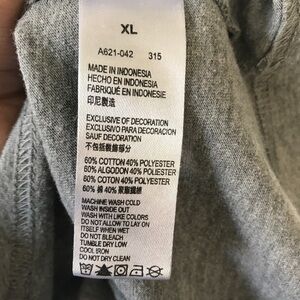 XL
A621-042 315
MADE IN INDONESIA
HECHO EN INDONESIA
FABRIQUÉ EN INDONESIE
印尼製造
EXCLUSIVE OF DECORATION
EXCLUSIVO PARA DECORACION
SAUF DECORATION
不包括裝飾部分
60% COTTON 40% POLYESTER
60% ALGODON 40% POLYESTER
60% COTON 40% POLYESTER
60% 棉 40% 聚酯纖維
MACHINE WASH COLD
WASH INSIDE OUT
WASH WITH LIKE COLORS
DO NOT ALLOW TO LAY ON
ITSELF WHEN WET
DO NOT BLEACH
TUMBLE DRY LOW
COOL IRON
DO NOT DRY CLEAN